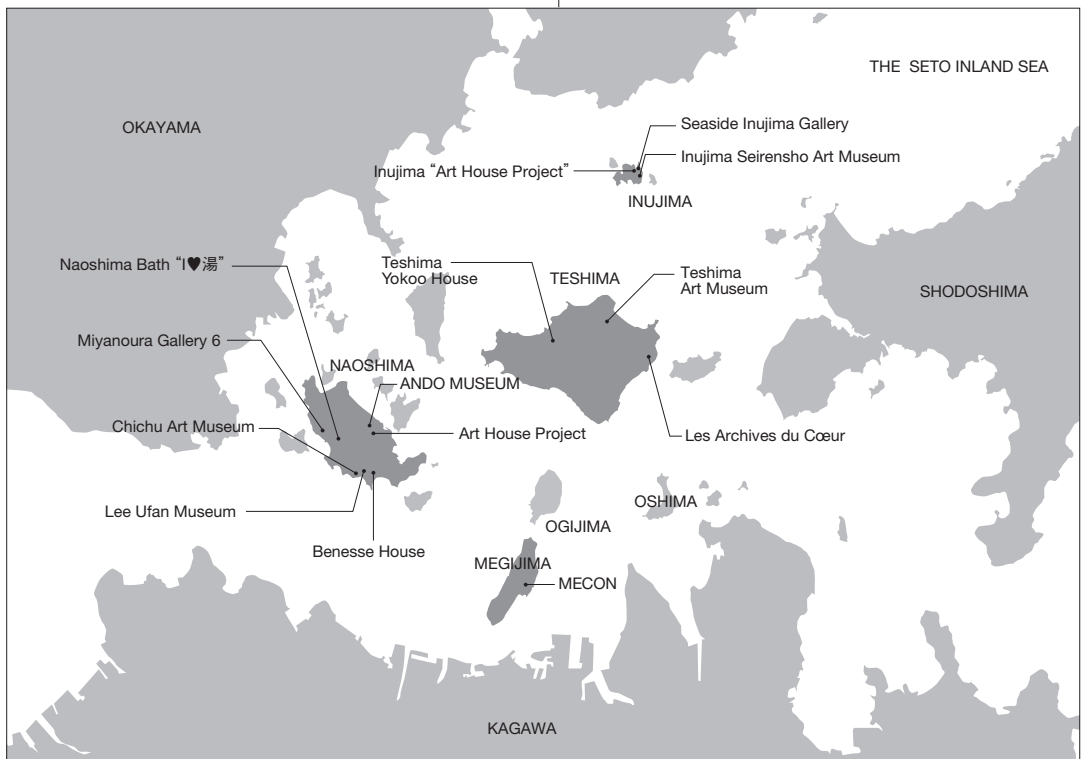 THE SETO INLAND SEA
OKAYAMA
Seaside Inujima Gallery
Inujima Seirensho Art Museum
Inujima “Art House Project”
INUJIMA
Naoshima Bath “I♥湯”
Teshima
Yokoo House
TESHIMA
Teshima
Art Museum
SHODOSHIMA
Miyanoura Gallery 6
NAOSHIMA
ANDO MUSEUM
Chichu Art Museum
Art House Project
Les Archives du Cœur
Lee Ufan Museum
OSHIMA
OGIJIMA
Benesse House
MEGIJIMA
MECON
KAGAWA